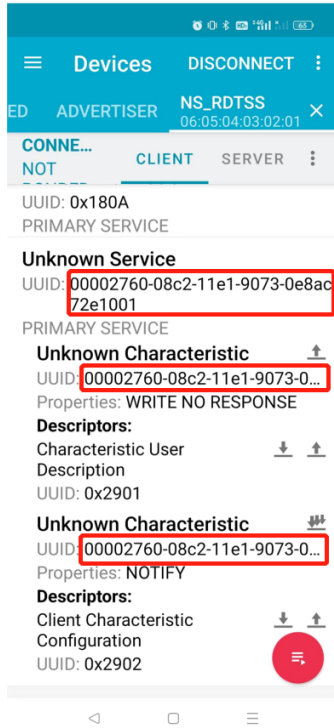 65
Devices DISCONNECT
ED ADVERTISER NS_RDTSS
06:05:04:03:02:01
CONNE...
NOT
CLIENT SERVER
UUID: 0x180A
PRIMARY SERVICE
Unknown Service
UUID: 00002760-08c2-11e1-9073-0e8ac
72e1001
PRIMARY SERVICE
Unknown Characteristic
UUID: 00002760-08c2-11e1-9073-0...
Properties: WRITE NO RESPONSE
Descriptors:
Characteristic User
Description
UUID: 0x2901
Unknown Characteristic
UUID: 00002760-08c2-11e1-9073-0...
Properties: NOTIFY
Descriptors:
Client Characteristic
Configuration
UUID: 0x2902